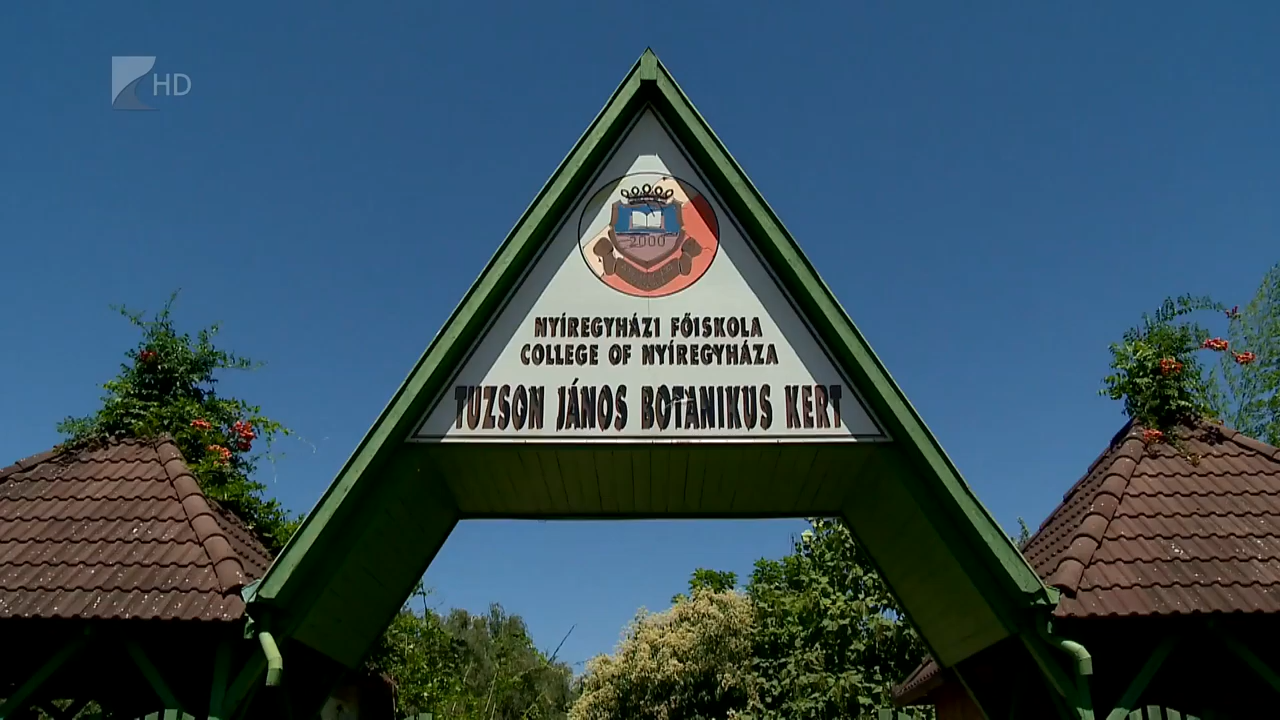 HD
2000
NYÍREGYHÁZI FŐISKOLA
COLLEGE OF NYÍREGYHÁZA
TUZSON JÁNOS BOTANIKUS KERT